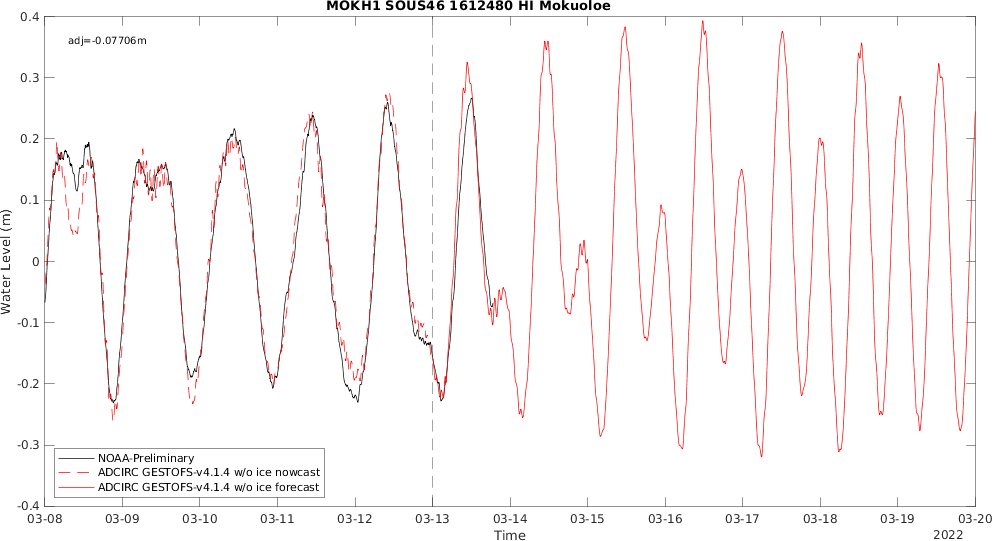 MOKH1 SOUS46 1612480 HI Mokuoloe
adj=-0.07706m
0.4
0.3
0.2
0.1
0
-0.1
-0.2
-0.3
-0.4
Water Level (m)
NOAA-Preliminary
ADCIRC GESTOFS-v4.1.4 w/o ice nowcast
ADCIRC GESTOFS-v4.1.4 w/o ice forecast
03-08 03-09 03-10 03-11 03-12 03-13 03-14 03-15 03-16 03-17 03-18 03-19 03-20
Time
2022